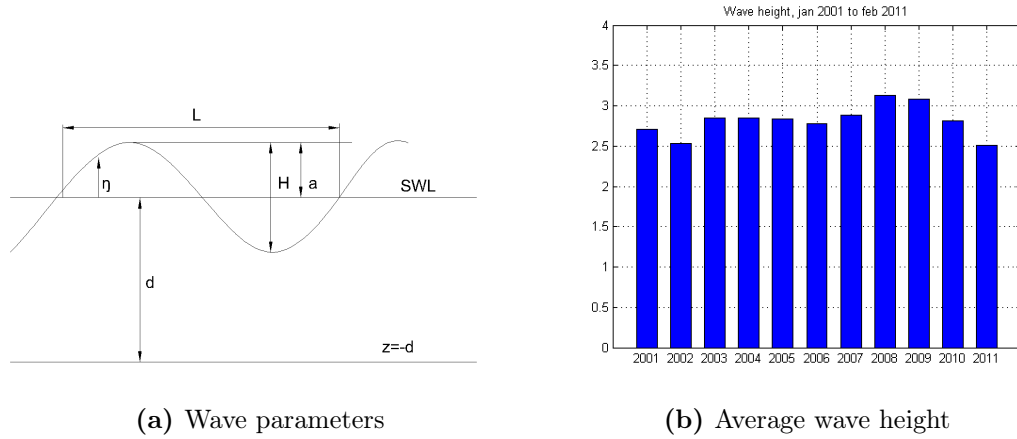 L
η
H
a
SWL
d
z=-d
(a) Wave parameters
Wave height, jan 2001 to feb 2011
4
3.5
3
2.5
2
1.5
1
0.5
0
2001 2002 2003 2004 2005 2006 2007 2008 2009 2010 2011
(b) Average wave height